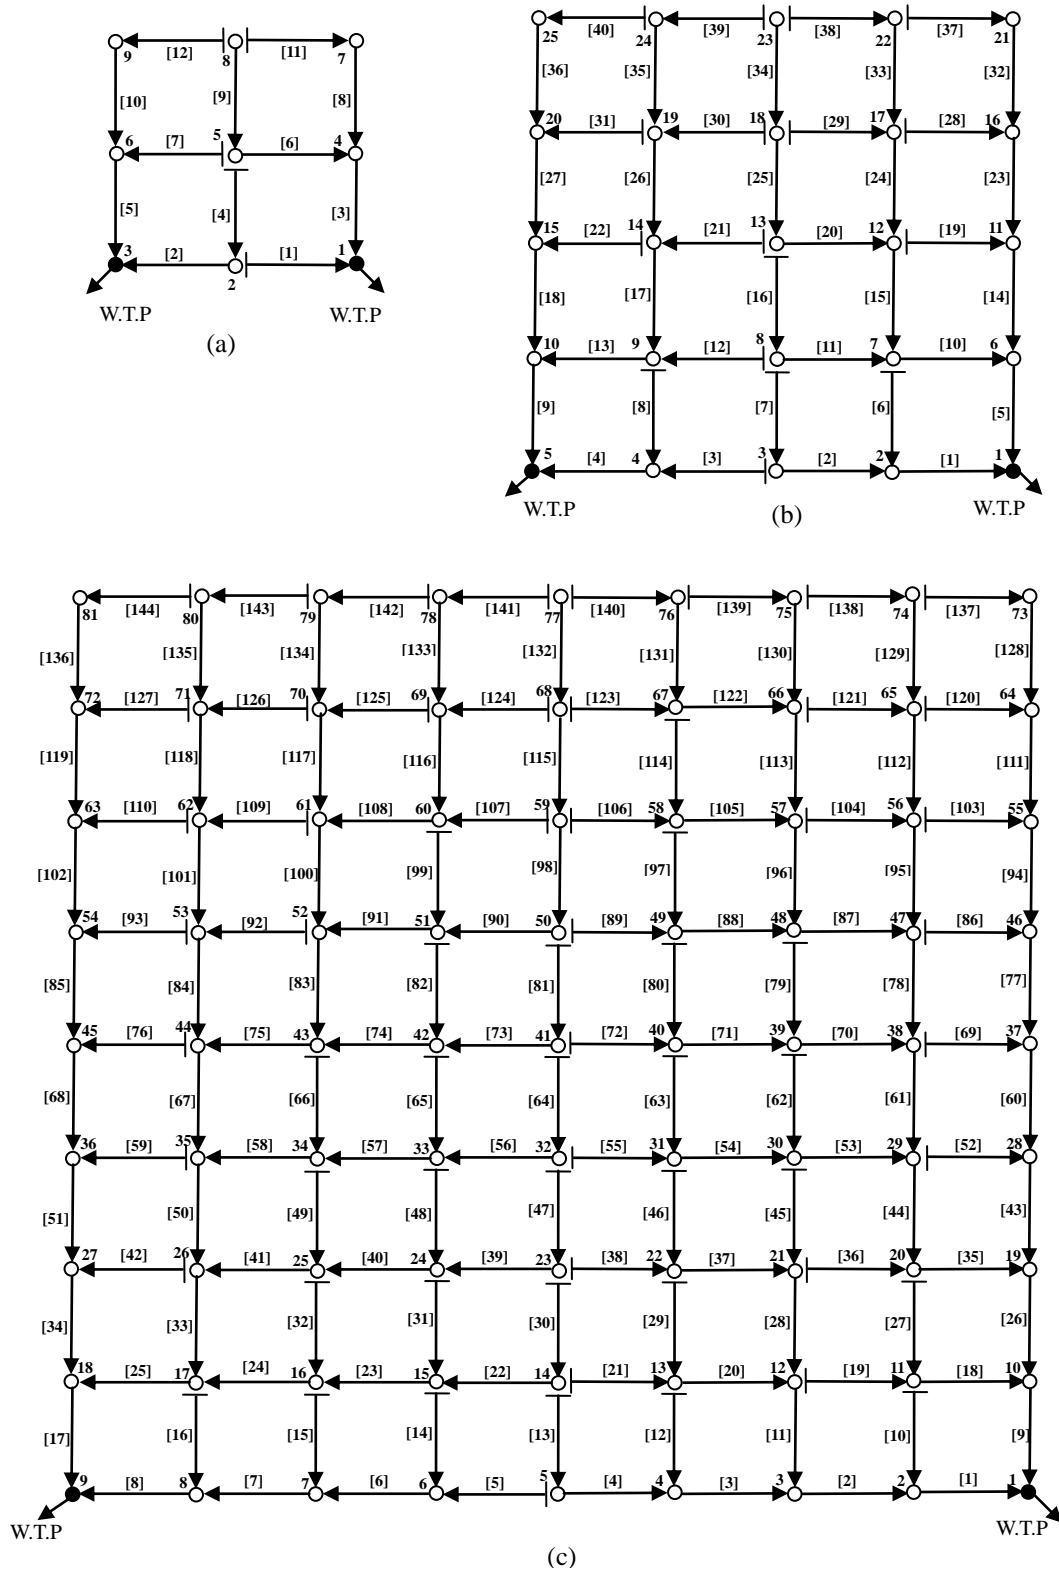 9 [12] 8 [11] 7
[10] [9] [8]
6 [7] 5 [6] 4
[5] [4] [3]
3 [2] 2 [1] 1
W.T.P W.T.P
(a)
25 [40] 24 [39] 23 [38] 22 [37] 21
[36] [35] [34] [33] [32]
20 [31] 19 [30] 18 [29] 17 [28] 16
[27] [26] [25] [24] [23]
15 [22] 14 [21] 13 [20] 12 [19] 11
[18] [17] [16] [15] [14]
10 [13] 9 [12] 8 [11] 7 [10] 6
[9] [8] [7] [6] [5]
5 [4] 4 [3] 3 [2] 2 [1] 1
W.T.P W.T.P
(b)
81 [144] 80 [143] 79 [142] 78 [141] 77 [140] 76 [139] 75 [138] 74 [137] 73
[136] [135] [134] [133] [132] [131] [130] [129] [128]
72 [127] 71 [126] 70 [125] 69 [124] 68 [123] 67 [122] 66 [121] 65 [120] 64
[119] [118] [117] [116] [115] [114] [113] [112] [111]
63 [110] 62 [109] 61 [108] 60 [107] 59 [106] 58 [105] 57 [104] 56 [103] 55
[102] [101] [100] [99] [98] [97] [96] [95] [94]
54 [93] 53 [92] 52 [91] 51 [90] 50 [89] 49 [88] 48 [87] 47 [86] 46
[85] [84] [83] [82] [81] [80] [79] [78] [77]
45 [76] 44 [75] 43 [74] 42 [73] 41 [72] 40 [71] 39 [70] 38 [69] 37
[68] [67] [66] [65] [64] [63] [62] [61] [60]
36 [59] 35 [58] 34 [57] 33 [56] 32 [55] 31 [54] 30 [53] 29 [52] 28
[51] [50] [49] [48] [47] [46] [45] [44] [43]
27 [42] 26 [41] 25 [40] 24 [39] 23 [38] 22 [37] 21 [36] 20 [35] 19
[34] [33] [32] [31] [30] [29] [28] [27] [26]
18 [25] 17 [24] 16 [23] 15 [22] 14 [21] 13 [20] 12 [19] 11 [18] 10
[17] [16] [15] [14] [13] [12] [11] [10] [9]
9 [8] 8 [7] 7 [6] 6 [5] 5 [4] 4 [3] 3 [2] 2 [1] 1
W.T.P W.T.P
(c)